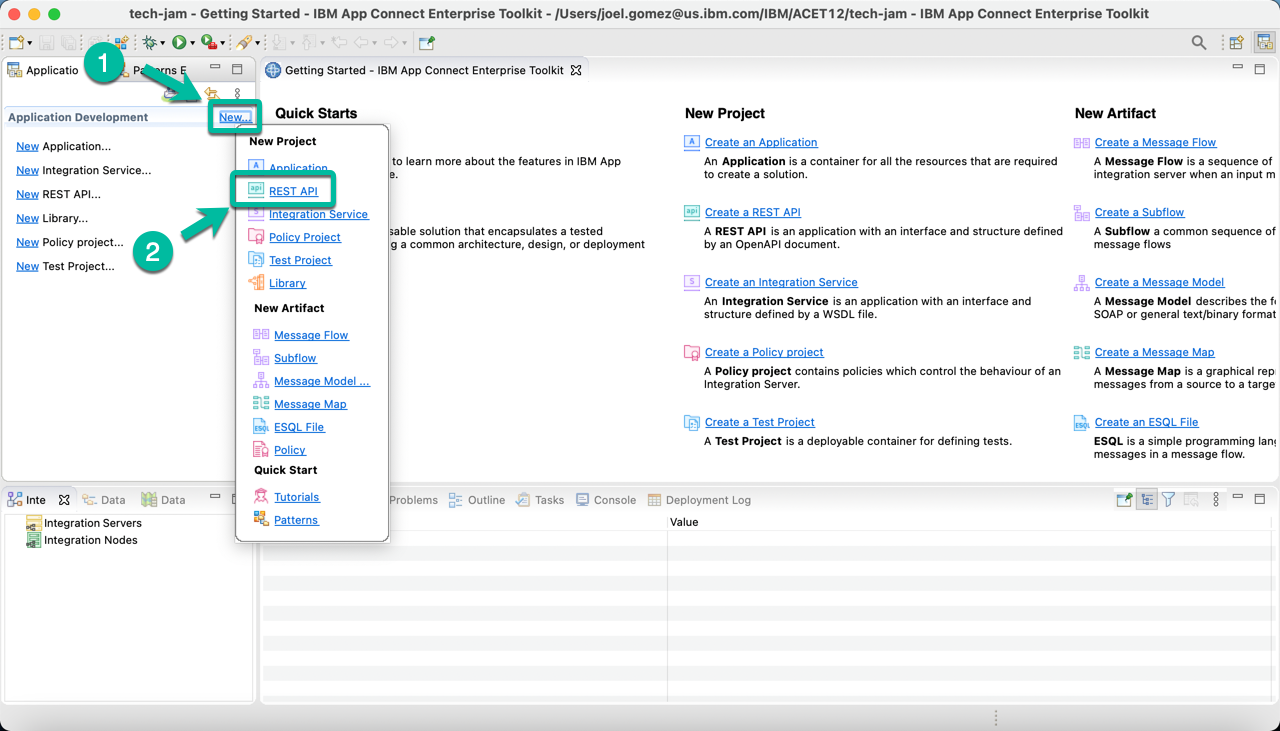 tech-jam - Getting Started - IBM App Connect Enterprise Toolkit - /Users/joel.gomez@us.ibm.com/IBM/ACET12/tech-jam - IBM App Connect Enterprise Toolkit
Applicatio
Patterns E
Getting Started - IBM App Connect Enterprise Toolkit
1
Application Development
New...
New Application...
New Integration Service...
New REST API...
New Library...
New Policy project...
New Test Project...
2
New Project
Application
REST API
Integration Service
Policy Project
Test Project
Library
New Artifact
Message Flow
Subflow
Message Model ...
Message Map
ESQL File
Policy
Quick Start
Tutorials
Patterns
Quick Starts
to learn more about the features in IBM App
e.
sable solution that encapsulates a tested
g a common architecture, design, or deployment
New Project
Create an Application
An Application is a container for all the resources that are required
to create a solution.
Create a REST API
A REST API is an application with an interface and structure defined
by an OpenAPI document.
Create an Integration Service
An Integration Service is an application with an interface and
structure defined by a WSDL file.
Create a Policy project
A Policy project contains policies which control the behaviour of an
Integration Server.
Create a Test Project
A Test Project is a deployable container for defining tests.
New Artifact
Create a Message Flow
A Message Flow is a sequence of
integration server when an input m
Create a Subflow
A Subflow a common sequence of
message flows
Create a Message Model
A Message Model describes the fo
SOAP or general text/binary format
Create a Message Map
A Message Map is a graphical rep
messages from a source to a targe
Create an ESQL File
ESQL is a simple programming lang
messages in a message flow.
Inte
Data
Data
Integration Servers
Integration Nodes
Problems
Outline
Tasks
Console
Deployment Log
Value